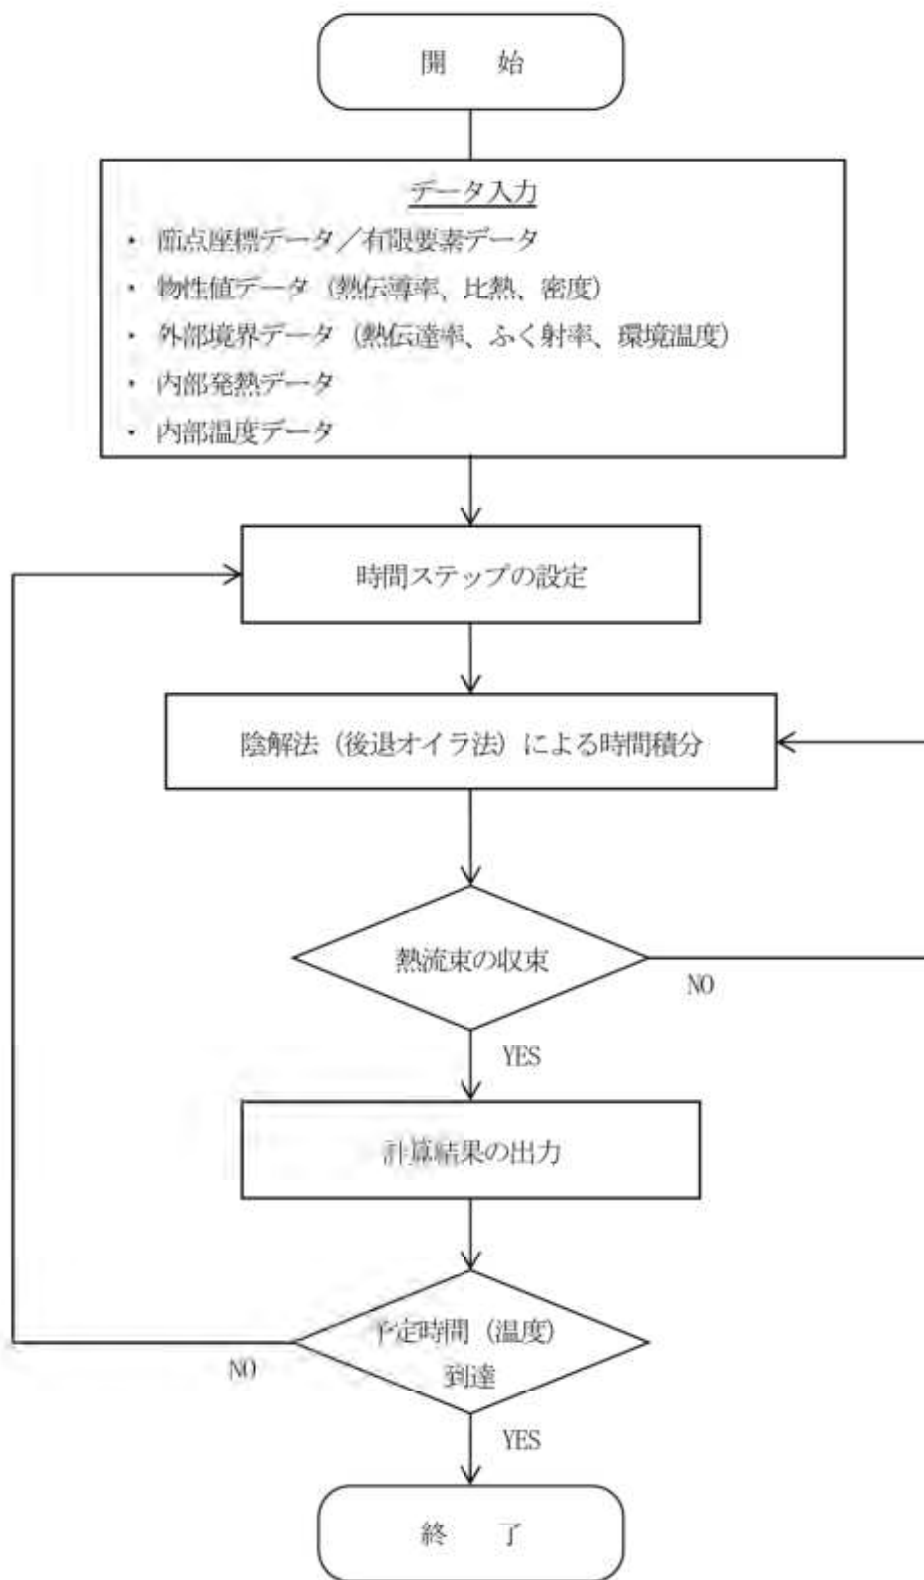 開　始
データ入力
・ 節点座標データ／有限要素データ
・ 物性値データ（熱伝導率、比熱、密度）
・ 外部境界データ（熱伝達率、ふく射率、環境温度）
・ 内部発熱データ
・ 内部温度データ
時間ステップの設定
陰解法（後退オイラ法）による時間積分
熱流束の収束
NO
YES
計算結果の出力
予定時間（温度）
到達
NO
YES
終　了